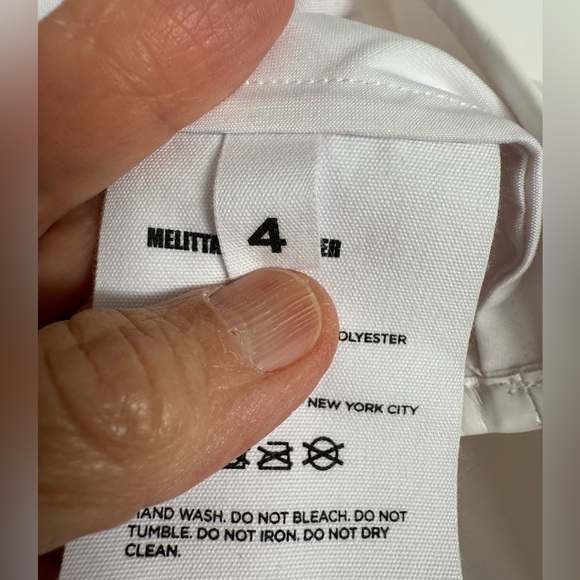 MELITTA 4 ER
OLYESTER
NEW YORK CITY
HAND WASH. DO NOT BLEACH. DO NOT
TUMBLE. DO NOT IRON. DO NOT DRY
CLEAN.